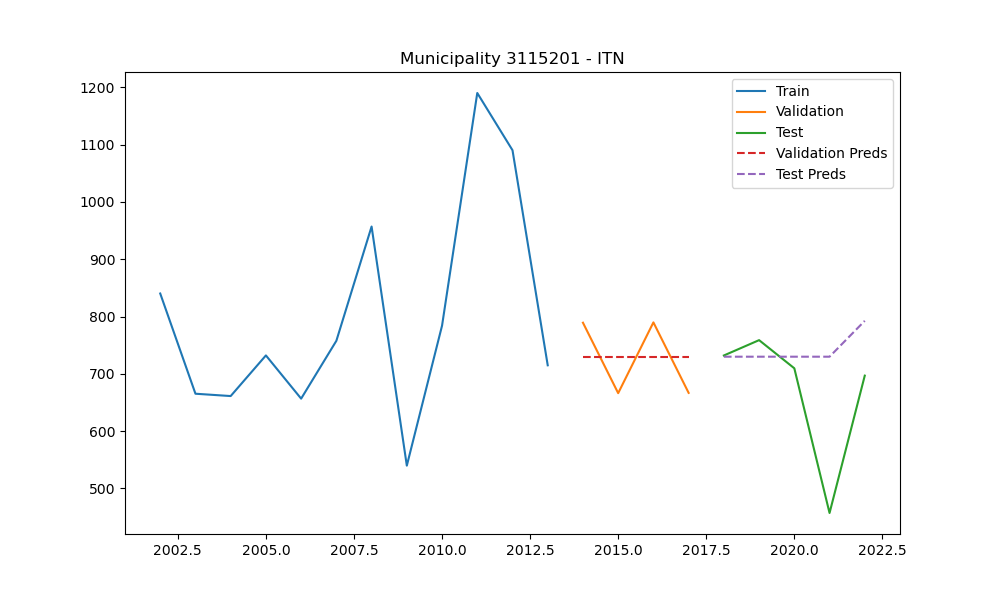 Municipality 3115201 - ITN
1200
1100
1000
900
800
700
600
500
Train
Validation
Test
Validation Preds
Test Preds
2002.5 2005.0 2007.5 2010.0 2012.5 2015.0 2017.5 2020.0 2022.5